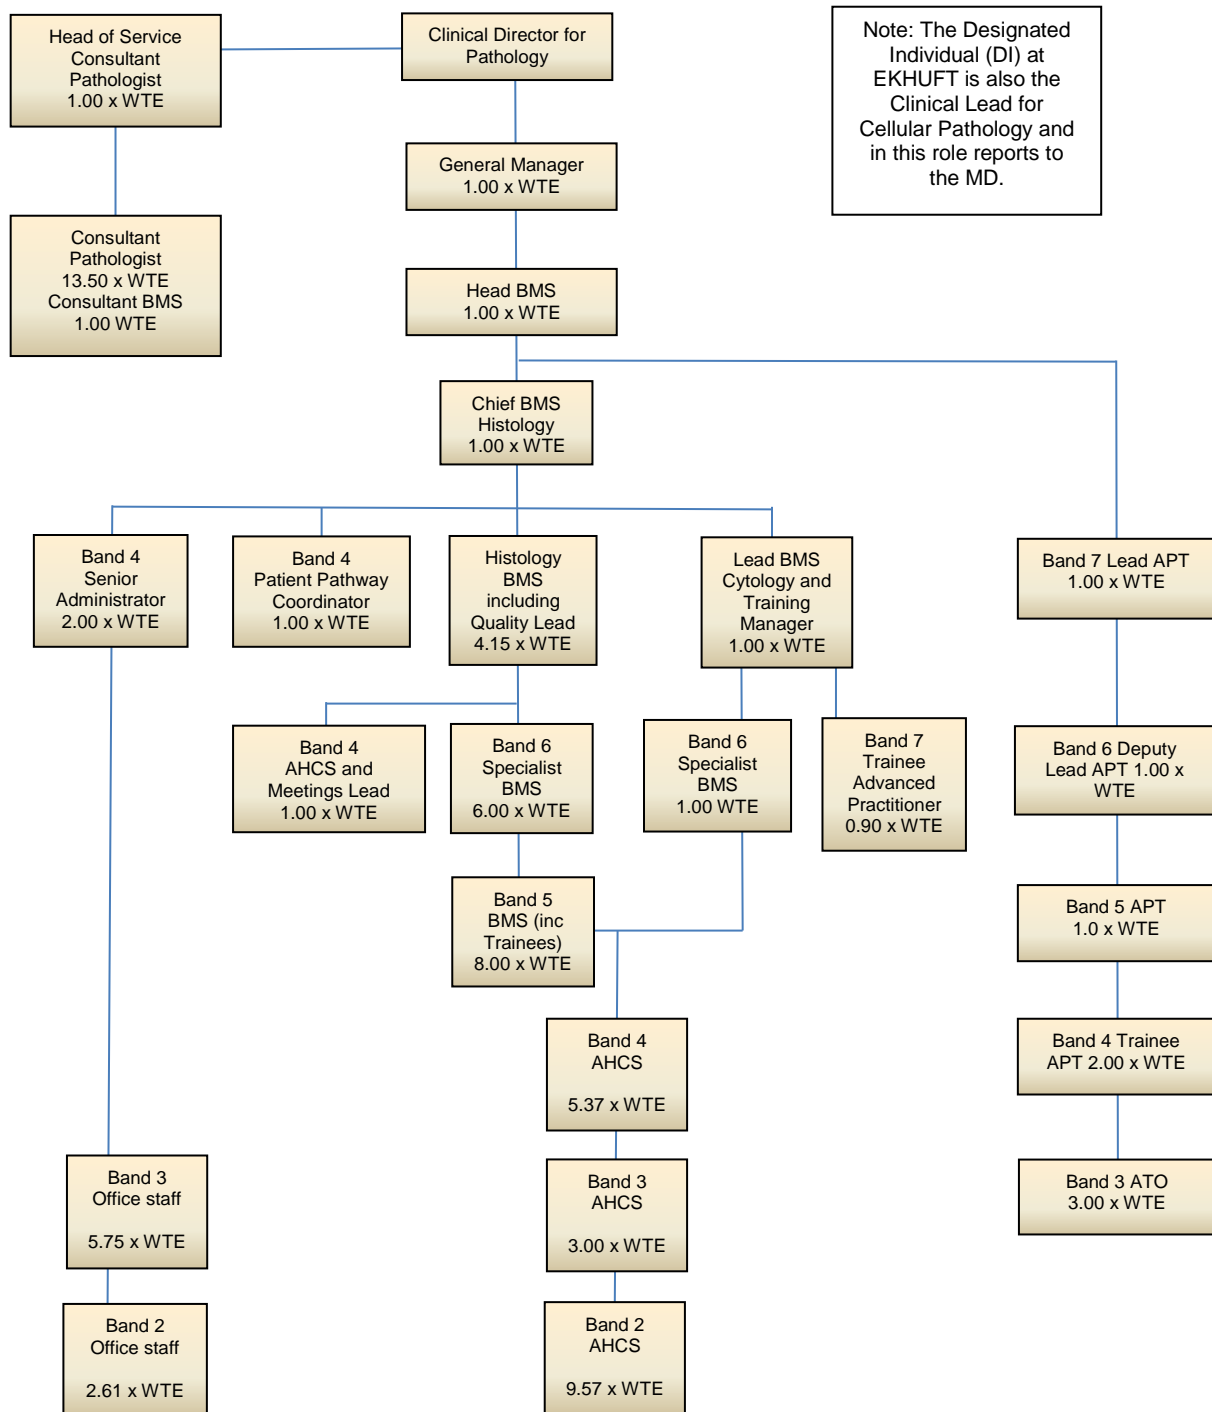 Head of Service
Consultant
Pathologist
1.00 x WTE
Clinical Director for
Pathology
Note: The Designated
Individual (DI) at
EKHUFT is also the
Clinical Lead for
Cellular Pathology and
in this role reports to
the MD.
General Manager
1.00 x WTE
Consultant
Pathologist
13.50 x WTE
Consultant BMS
1.00 WTE
Head BMS
1.00 x WTE
Chief BMS
Histology
1.00 x WTE
Band 4
Senior
Administrator
2.00 x WTE
Band 4
Patient Pathway
Coordinator
1.00 x WTE
Histology
BMS
including
Quality Lead
4.15 x WTE
Lead BMS
Cytology and
Training
Manager
1.00 x WTE
Band 7 Lead APT
1.00 x WTE
Band 4
AHCS and
Meetings Lead
1.00 x WTE
Band 6
Specialist
BMS
6.00 x WTE
Band 6
Specialist
BMS
1.00 WTE
Band 7
Trainee
Advanced
Practitioner
0.90 x WTE
Band 6 Deputy
Lead APT 1.00 x
WTE
Band 5
BMS (inc
Trainees)
8.00 x WTE
Band 5 APT
1.0 x WTE
Band 4
AHCS
5.37 x WTE
Band 4 Trainee
APT 2.00 x WTE
Band 3
Office staff
5.75 x WTE
Band 3
AHCS
3.00 x WTE
Band 3 ATO
3.00 x WTE
Band 2
Office staff
2.61 x WTE
Band 2
AHCS
9.57 x WTE